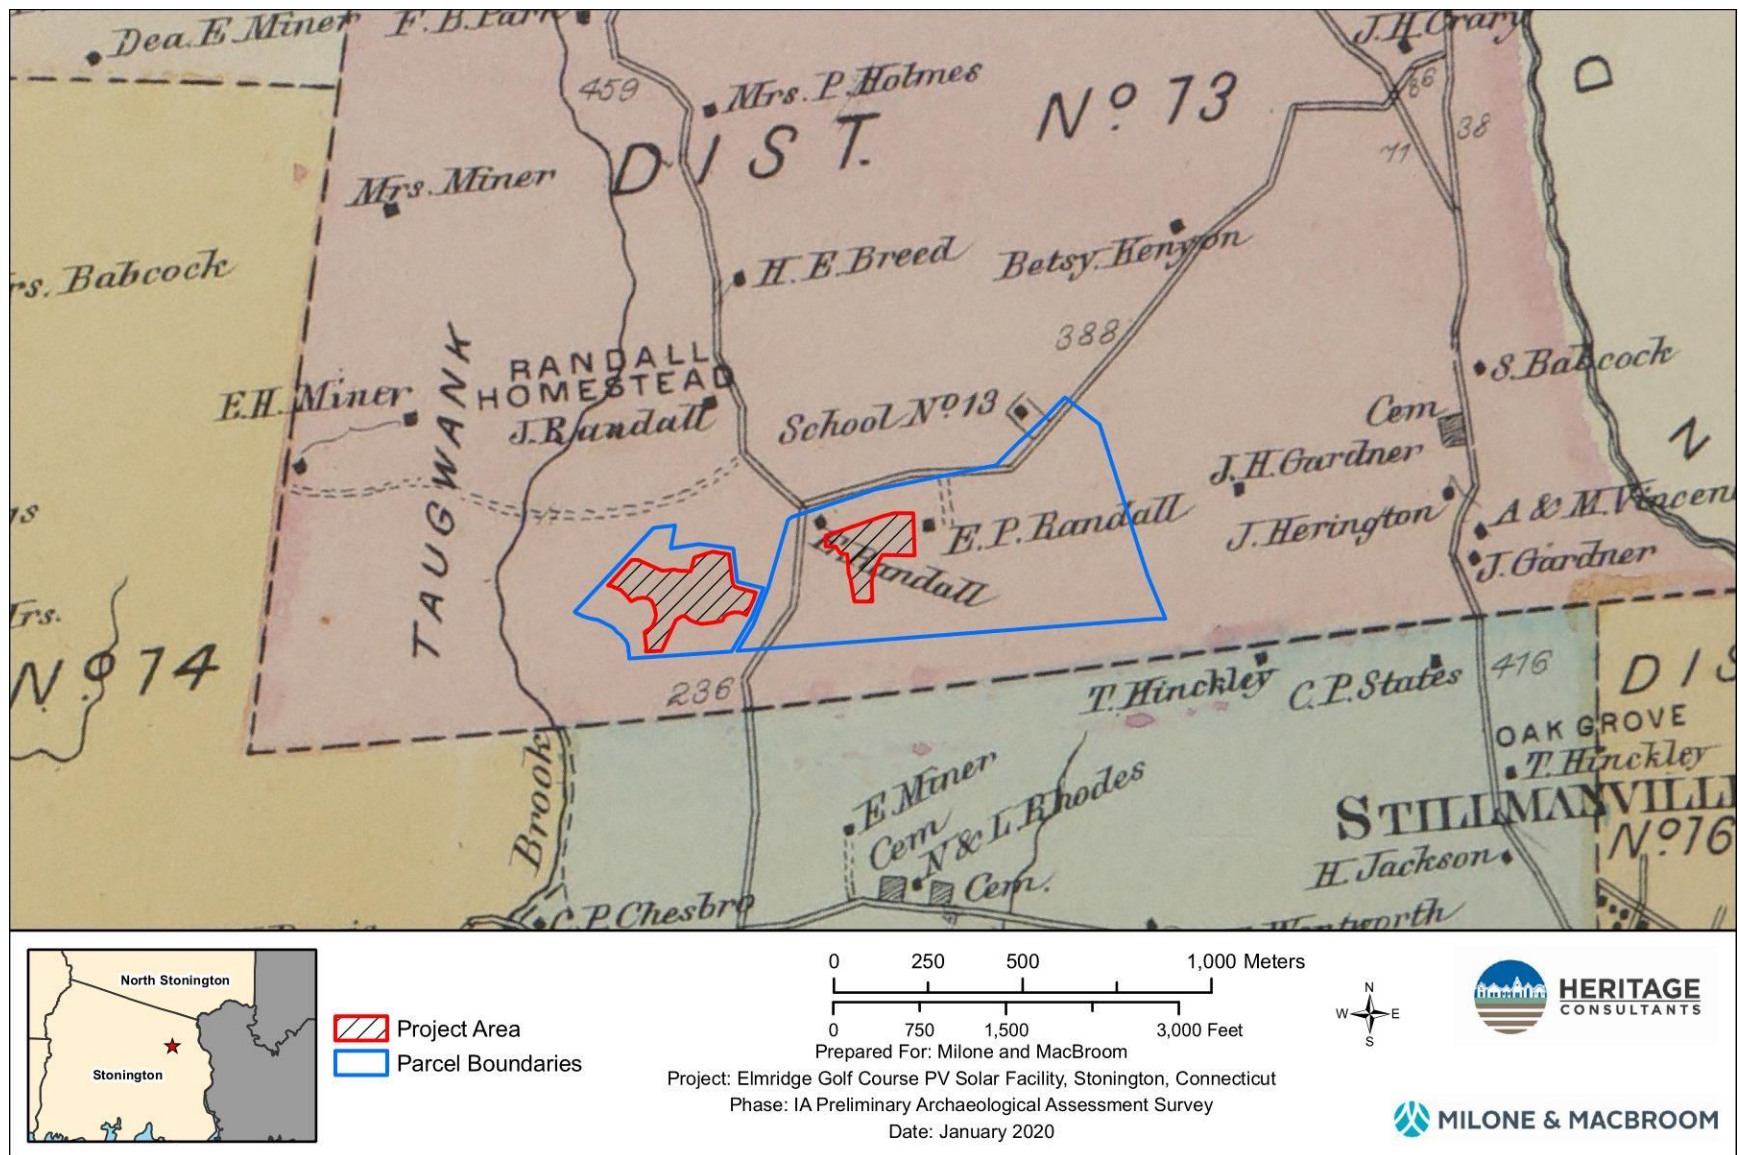 Dea. E. Miner
F. B. Park
J. H. Crary
459
Mrs. P. Holmes
66
D
DIST. No. 73
38
71
Mrs. Miner
H. E. Breed
Betsy Kenyon
rs. Babcock
388
RANDALL
HOMESTEAD
J. Randall
S. Babcock
E.H. Miner
TAUGWANK
School No 13
Cem
J. H. Gardner
N
E. P. Randall
J. Herington
A & M. Vincen
Randall
J. Gardner
rs.
No 74
236
T. Hinckley
C. P. States
416
DIS
OAK GROVE
T. Hinckley
Brook
E Miner
Cem
N & L Rhodes
STILLMANVILLE
No 16
H. Jackson
Cem.
C. P. Chesbro
Wentworth
North Stonington
Stonington
Project Area
Parcel Boundaries
0 250 500 1,000 Meters
0 750 1,500 3,000 Feet
Prepared For: Milone and MacBroom
Project: Elmridge Golf Course PV Solar Facility, Stonington, Connecticut
Phase: IA Preliminary Archaeological Assessment Survey
Date: January 2020
N
W E
S
HERITAGE
CONSULTANTS
MILONE & MACBROOM